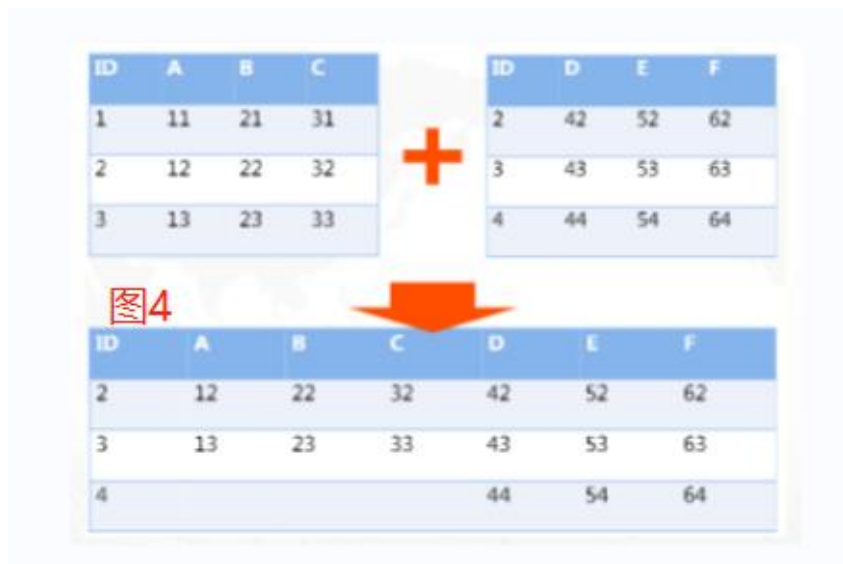 ID A B C ID D E F
1 11 21 31 2 42 52 62
2 12 22 32 3 43 53 63
3 13 23 33 4 44 54 64
图4
ID A B C D E F
2 12 22 32 42 52 62
3 13 23 33 43 53 63
4 44 54 64